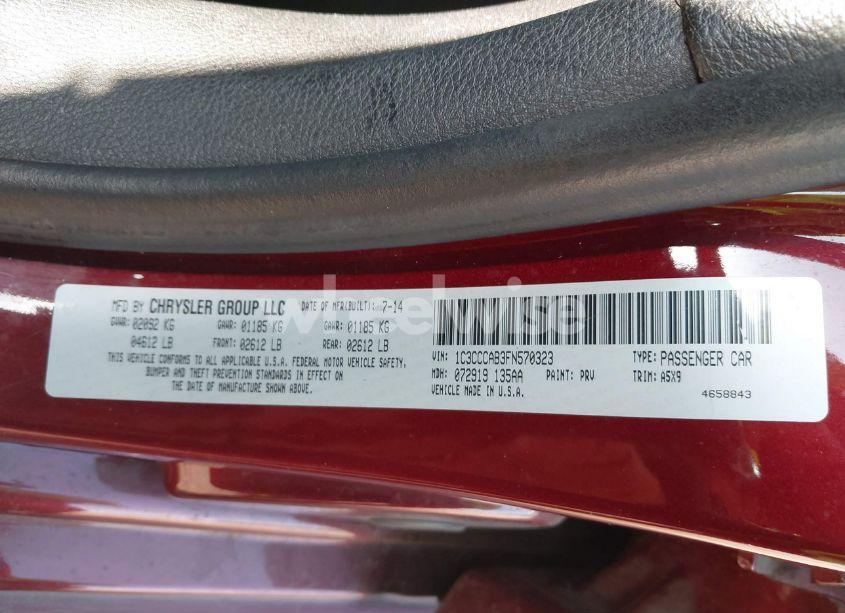 MFD BY CHRYSLER GROUP LLC DATE OF MFR(BUILT): 7-14
GVWR: 02092 KG GAWR: 01185 KG GAWR: 01185 KG
04612 LB FRONT: 02612 LB REAR: 02612 LB
THIS VEHICLE CONFORMS TO ALL APPLICABLE U.S.A. FEDERAL MOTOR VEHICLE SAFETY,
BUMPER AND THEFT PREVENTION STANDARDS IN EFFECT ON
THE DATE OF MANUFACTURE SHOWN ABOVE.
VIN: 1C3CCCAB3FN570323 TYPE: PASSENGER CAR
MDH: 072919 135AA PAINT: PRV TRIM: A5X9
VEHICLE MADE IN U.S.A. 4658843
wheelwise